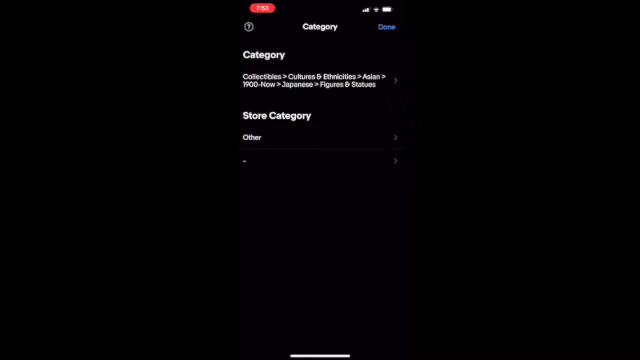 7:53
? Category Done
Category
Collectibles > Cultures & Ethnicities > Asian >
1900-Now > Japanese > Figures & Statues
Store Category
Other
-